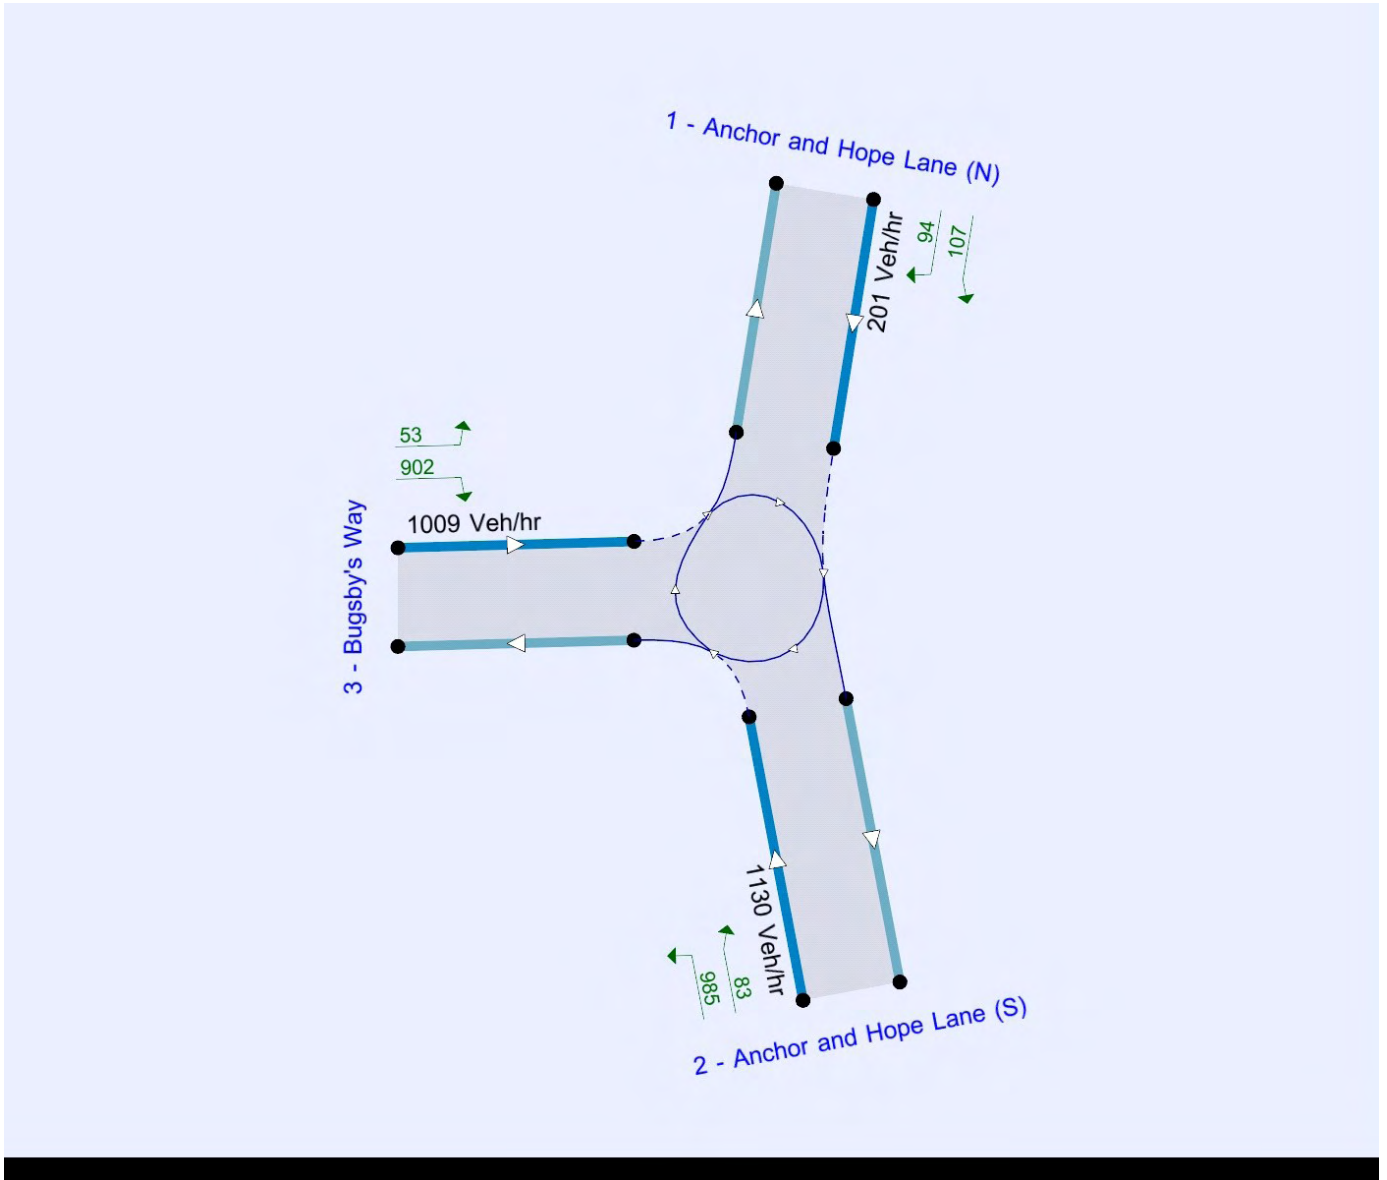 1 - Anchor and Hope Lane (N)
201 Veh/hr
94
107
53
902
1009 Veh/hr
3 - Bugsby's Way
1130 Veh/hr
985
83
2 - Anchor and Hope Lane (S)